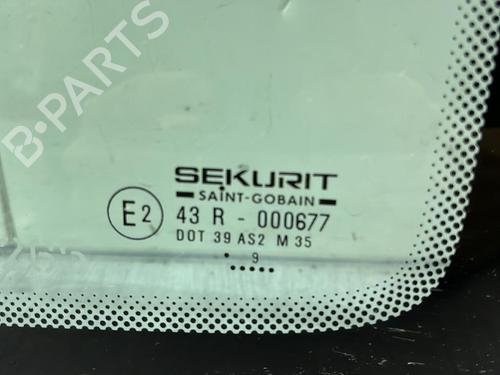 B-PARTS
SEKURIT
SAINT-GOBAIN
E2
43 R - 000677
DOT 39 AS2 M 35
9